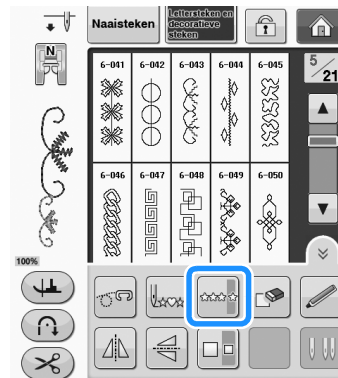 Naaisteken
Lettersteken en
decoratieve
steken
N
5
21
6-041 6-042 6-043 6-044 6-045
6-046 6-047 6-048 6-049 6-050
100%